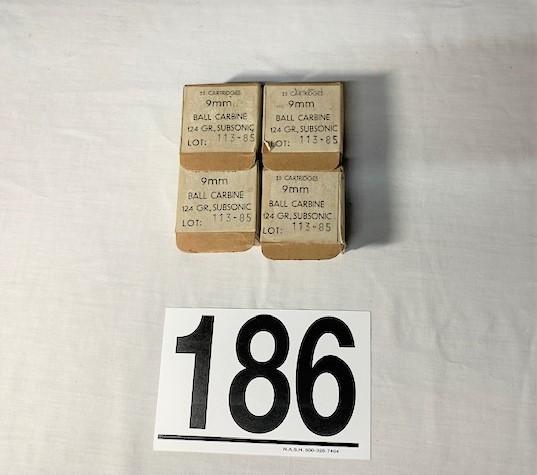 25 CARTRIDGES
9mm
BALL CARBINE
124 GR, SUBSONIC
LOT: 113-85
25 CARTRIDGES
9mm
BALL CARBINE
124 GR, SUBSONIC
LOT: 113-85
9mm
BALL CARBINE
124 GR, SUBSONIC
LOT: 113-85
25 CARTRIDGES
9mm
BALL CARBINE
124 GR, SUBSONIC
LOT: 113-85
186